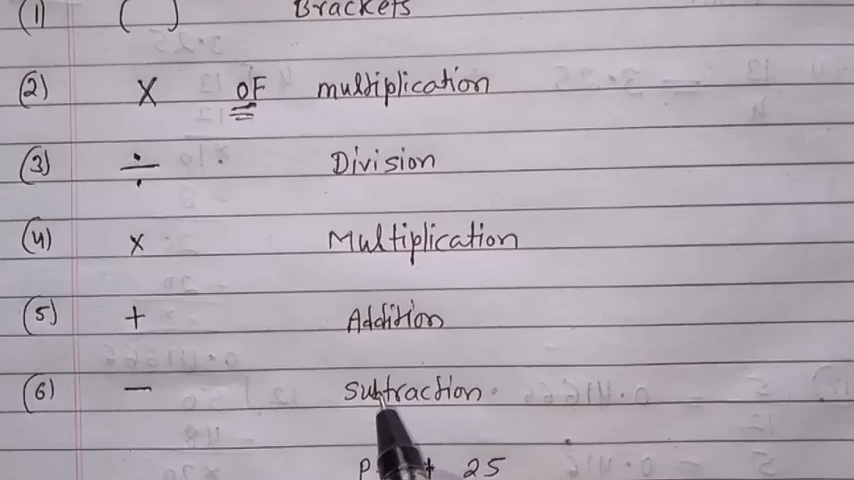 (1) ( ) Brackets
(2) × OF multiplication
(3) ÷ Division
(4) × Multiplication
(5) + Addition
(6) − Subtraction
25